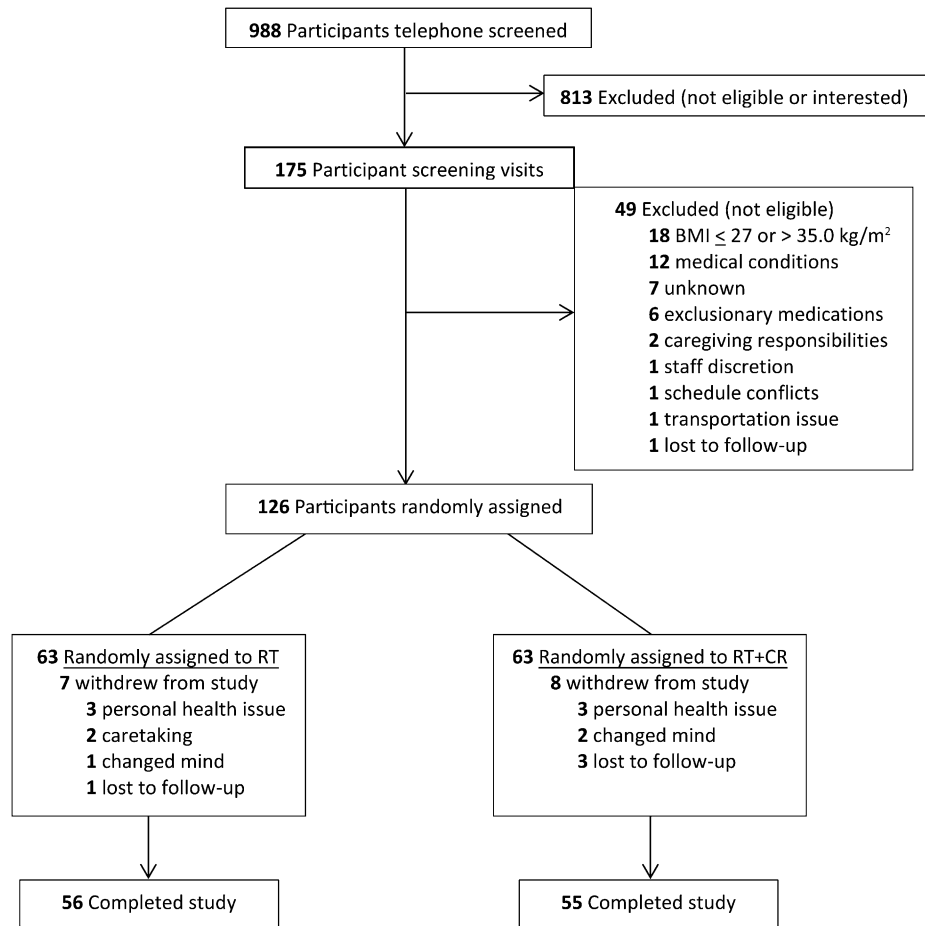 988 Participants telephone screened
813 Excluded (not eligible or interested)
175 Participant screening visits
49 Excluded (not eligible)
18 BMI ≤ 27 or > 35.0 kg/m²
12 medical conditions
7 unknown
6 exclusionary medications
2 caregiving responsibilities
1 staff discretion
1 schedule conflicts
1 transportation issue
1 lost to follow-up
126 Participants randomly assigned
63 Randomly assigned to RT
7 withdrew from study
3 personal health issue
2 caretaking
1 changed mind
1 lost to follow-up
63 Randomly assigned to RT+CR
8 withdrew from study
3 personal health issue
2 changed mind
3 lost to follow-up
56 Completed study
55 Completed study